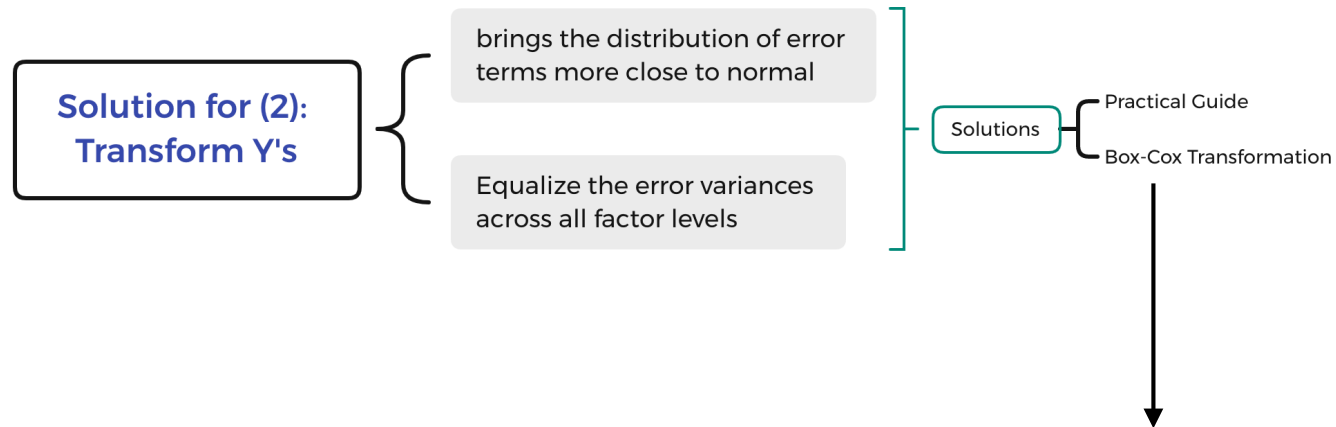 Solution for (2):
Transform Y's
brings the distribution of error
terms more close to normal
Equalize the error variances
across all factor levels
Solutions
Practical Guide
Box-Cox Transformation